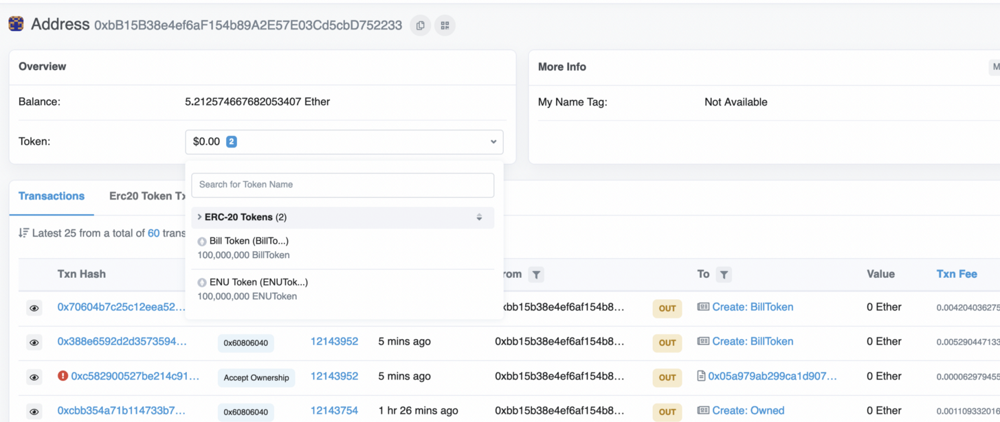 Address 0xbB15B38e4ef6aF154b89A2E57E03Cd5cbD752233
Overview
Balance: 5.212574667682053407 Ether
Token: $0.00 2
Search for Token Name
ERC-20 Tokens (2)
Bill Token (BillTo...)
100,000,000 BillToken
ENU Token (ENUTok...)
100,000,000 ENUToken
More Info
My Name Tag: Not Available
Transactions Erc20 Token Tx
Latest 25 from a total of 60 trans
Txn Hash rom To Value Txn Fee
0x70604b7c25c12eea52... xbb15b38e4ef6af154b8... OUT Create: BillToken 0 Ether 0.004204036275
0x388e6592d2d3573594... 0x60806040 12143952 5 mins ago 0xbb15b38e4ef6af154b8... OUT Create: BillToken 0 Ether 0.005290447133
0xc582900527be214c91... Accept Ownership 12143952 5 mins ago 0xbb15b38e4ef6af154b8... OUT 0x05a979ab299ca1d907... 0 Ether 0.000062979455
0xcbb354a71b114733b7... 0x60806040 12143754 1 hr 26 mins ago 0xbb15b38e4ef6af154b8... OUT Create: Owned 0 Ether 0.001109332016